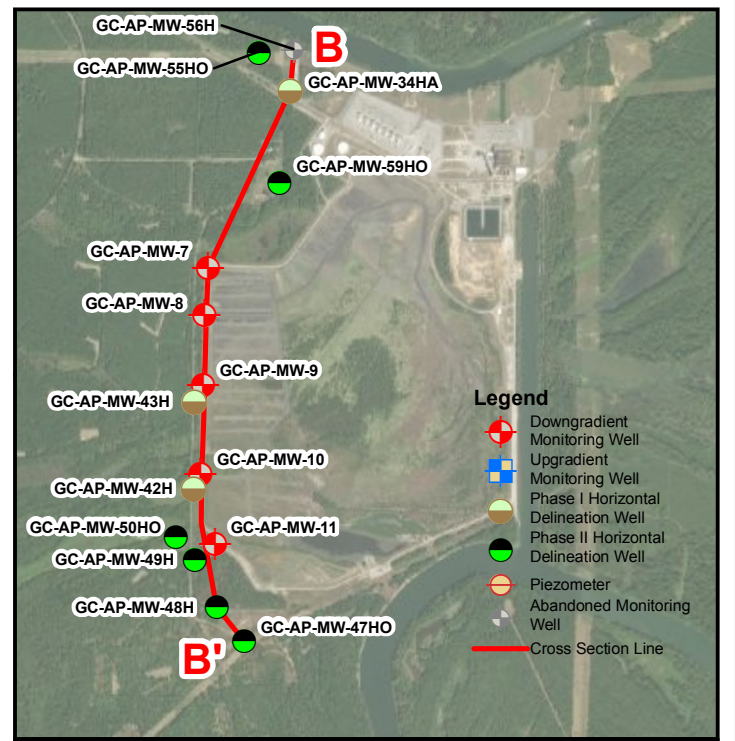 GC-AP-MW-56H
B
GC-AP-MW-55HO
GC-AP-MW-34HA
GC-AP-MW-59HO
GC-AP-MW-7
GC-AP-MW-8
GC-AP-MW-9
GC-AP-MW-43H
GC-AP-MW-10
GC-AP-MW-42H
GC-AP-MW-50HO
GC-AP-MW-11
GC-AP-MW-49H
GC-AP-MW-48H
GC-AP-MW-47HO
B'
Legend
Downgradient
Monitoring Well
Upgradient
Monitoring Well
Phase I Horizontal
Delineation Well
Phase II Horizontal
Delineation Well
Piezometer
Abandoned Monitoring
Well
Cross Section Line